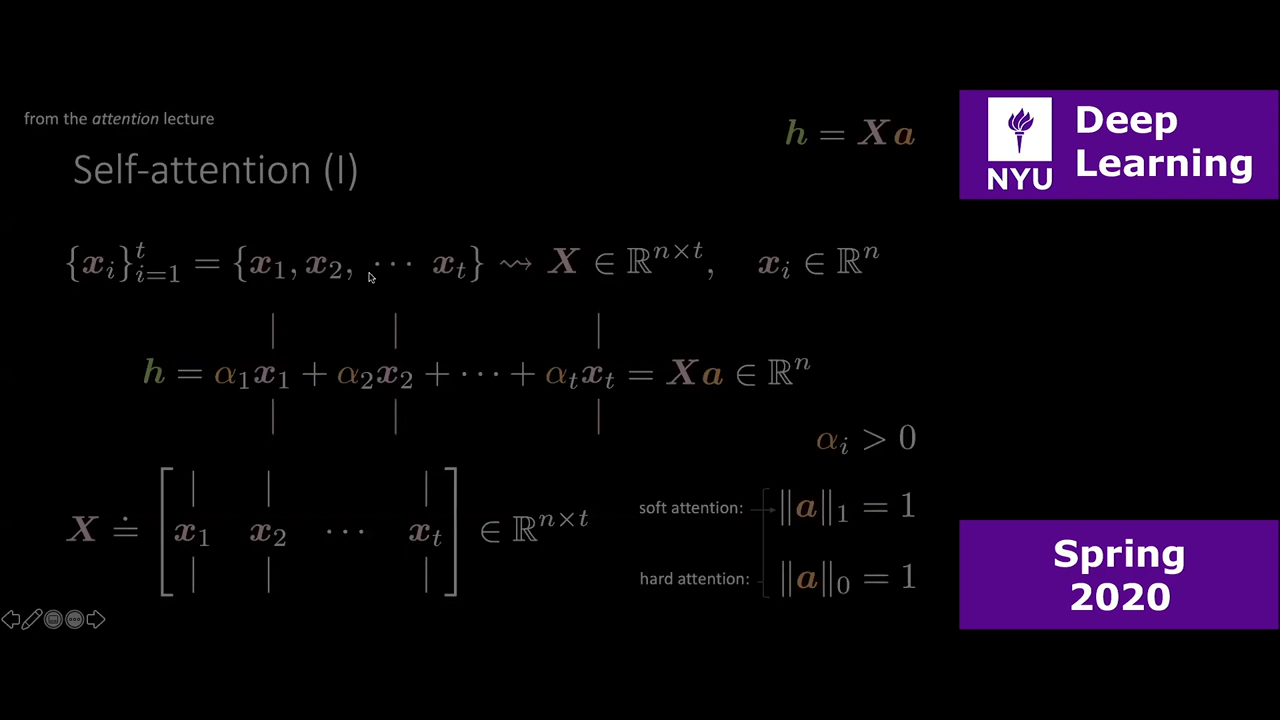 from the attention lecture
Self-attention (I)
h = Xa
{x_i}_{i=1}^t = {x_1, x_2, ⋯ x_t} ⇝ X ∈ ℝ^{n×t}, x_i ∈ ℝ^n
h = α_1x_1 + α_2x_2 + ⋯ + α_tx_t = Xa ∈ ℝ^n
α_i > 0
X ≐ [x_1 x_2 ⋯ x_t] ∈ ℝ^{n×t}
soft attention: ‖a‖_1 = 1
hard attention: ‖a‖_0 = 1
NYU
Deep
Learning
Spring
2020